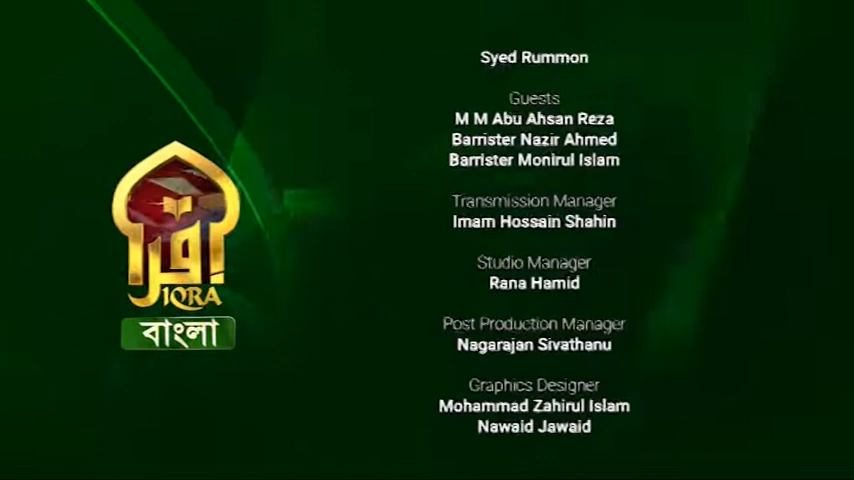 Syed Rummon
Guests
M M Abu Ahsan Reza
Barrister Nazir Ahmed
Barrister Monirul Islam
Transmission Manager
Imam Hossain Shahin
Studio Manager
Rana Hamid
Post Production Manager
Nagarajan Sivathanu
Graphics Designer
Mohammad Zahirul Islam
Nawaid Jawaid
اقرأ
IQRA
বাংলা